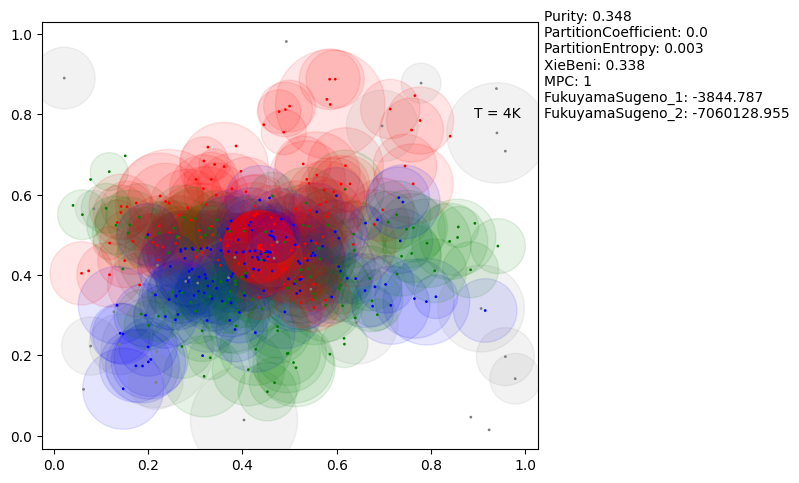 Purity: 0.348
PartitionCoefficient: 0.0
PartitionEntropy: 0.003
XieBeni: 0.338
MPC: 1
FukuyamaSugeno_1: -3844.787
FukuyamaSugeno_2: -7060128.955
T = 4K
1.0
0.8
0.6
0.4
0.2
0.0
0.0 0.2 0.4 0.6 0.8 1.0